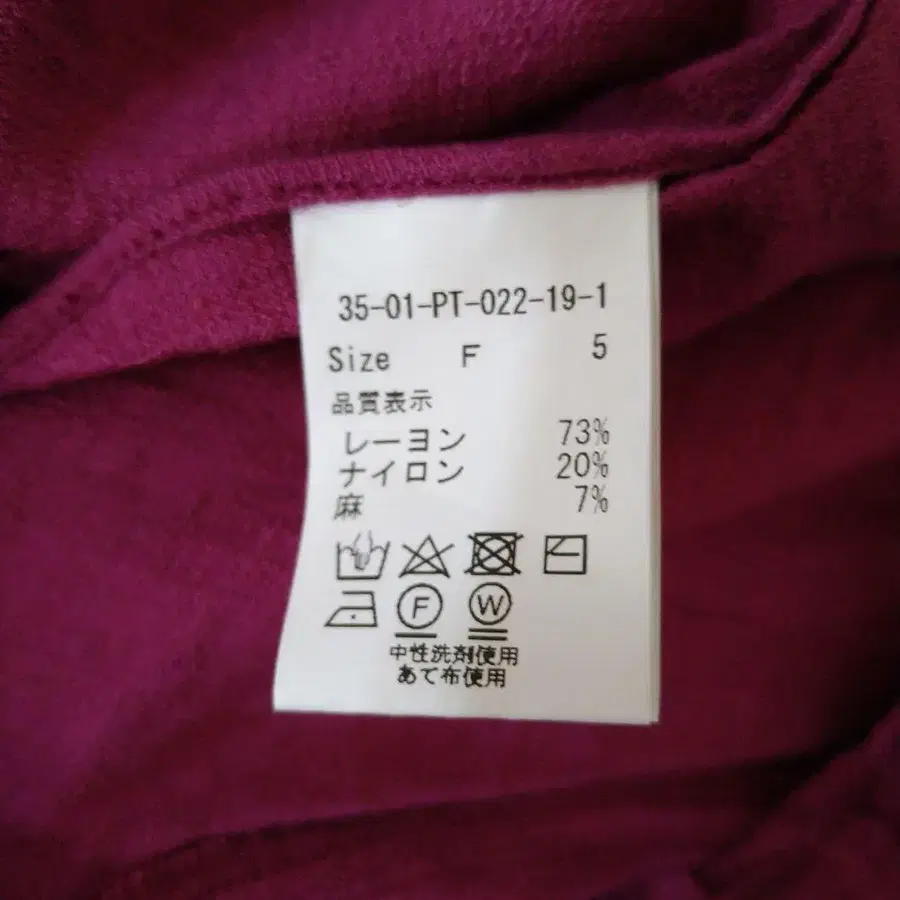 35-01-PT-022-19-1
Size F 5
品質表示
レーヨン 73%
ナイロン 20%
麻 7%
F W
中性洗剤使用
あて布使用